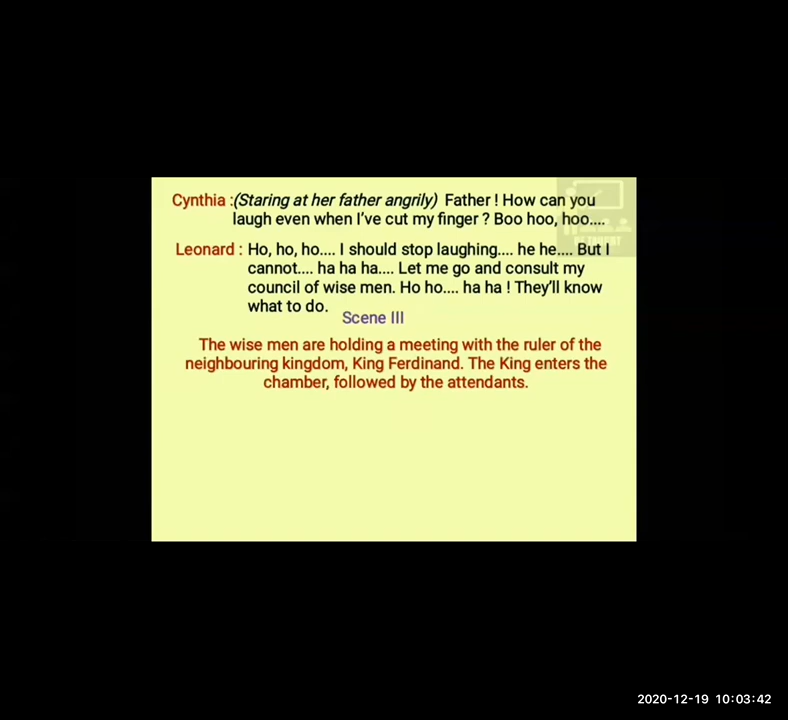 Cynthia :(Staring at her father angrily) Father ! How can you
laugh even when I've cut my finger ? Boo hoo, hoo....
Leonard : Ho, ho, ho.... I should stop laughing.... he he.... But I
cannot.... ha ha ha.... Let me go and consult my
council of wise men. Ho ho.... ha ha ! They'll know
what to do.
Scene III
The wise men are holding a meeting with the ruler of the
neighbouring kingdom, King Ferdinand. The King enters the
chamber, followed by the attendants.
2020-12-19 10:03:42